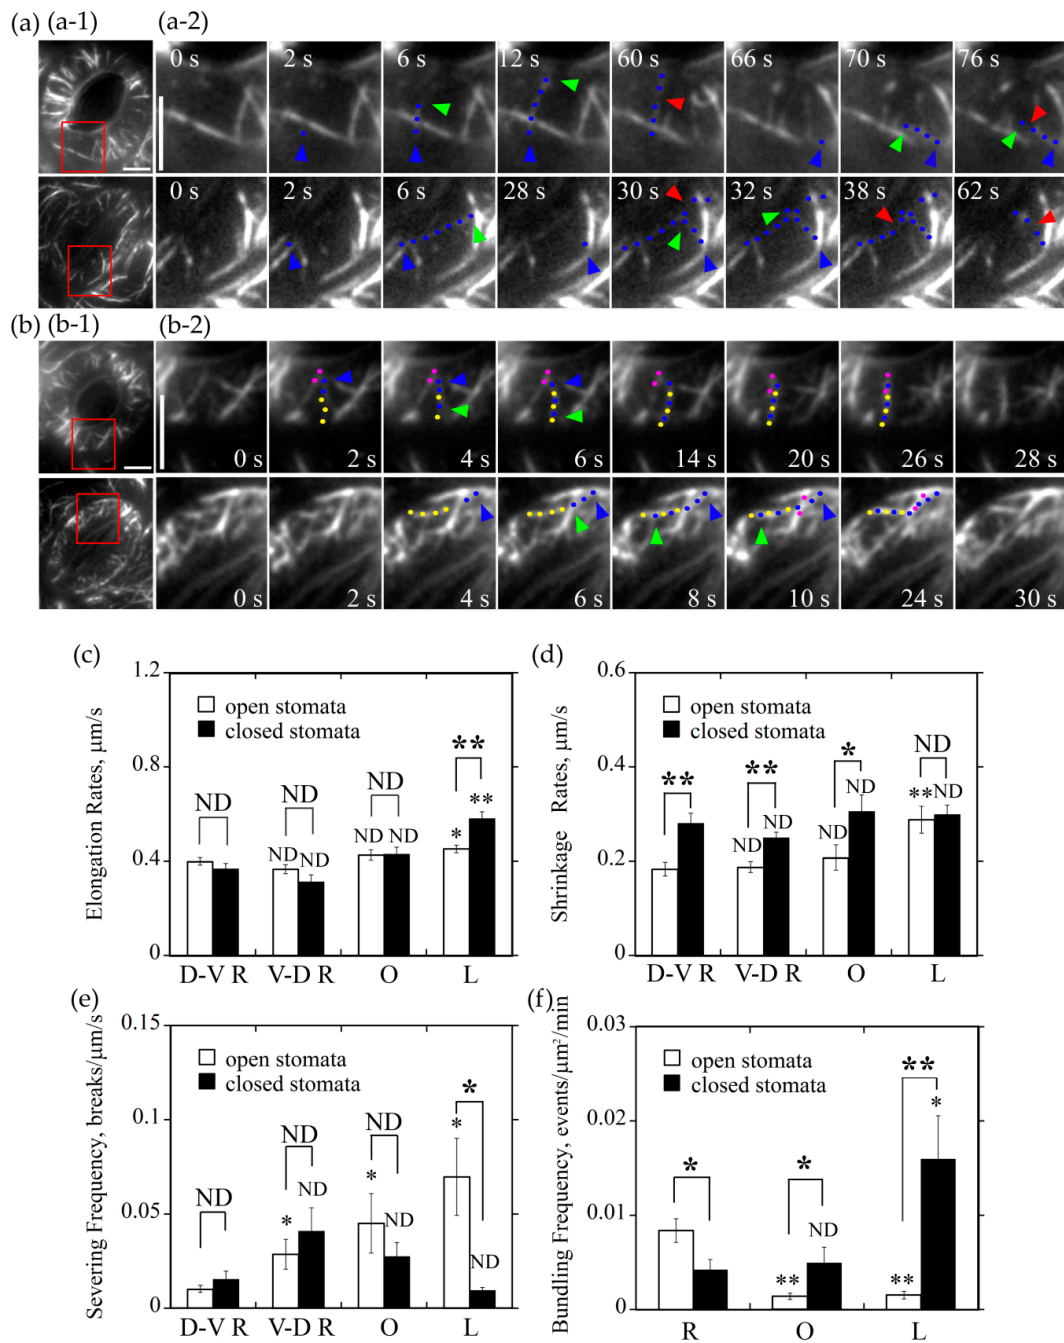 (a) (a-1) (a-2)
0 s 2 s 6 s 12 s 60 s 66 s 70 s 76 s
0 s 2 s 6 s 28 s 30 s 32 s 38 s 62 s
(b) (b-1) (b-2)
0 s 2 s 4 s 6 s 14 s 20 s 26 s 28 s
0 s 2 s 4 s 6 s 8 s 10 s 24 s 30 s
(c)
Elongation Rates, μm/s
1.2
0.8
0.4
0
open stomata
closed stomata
ND ND ND **
ND ND ND ND * **
D-V R V-D R O L
(d)
Shrinkage Rates, μm/s
0.6
0.4
0.2
0
open stomata
closed stomata
** ** * ND
ND ND ND ND ** ND
D-V R V-D R O L
(e)
Severing Frequency, breaks/μm/s
0.15
0.1
0.05
0
open stomata
closed stomata
ND ND ND *
* ND * ND * ND
D-V R V-D R O L
(f)
Bundling Frequency, events/μm²/min
0.03
0.02
0.01
0
open stomata
closed stomata
* * **
** ND ** *
R O L